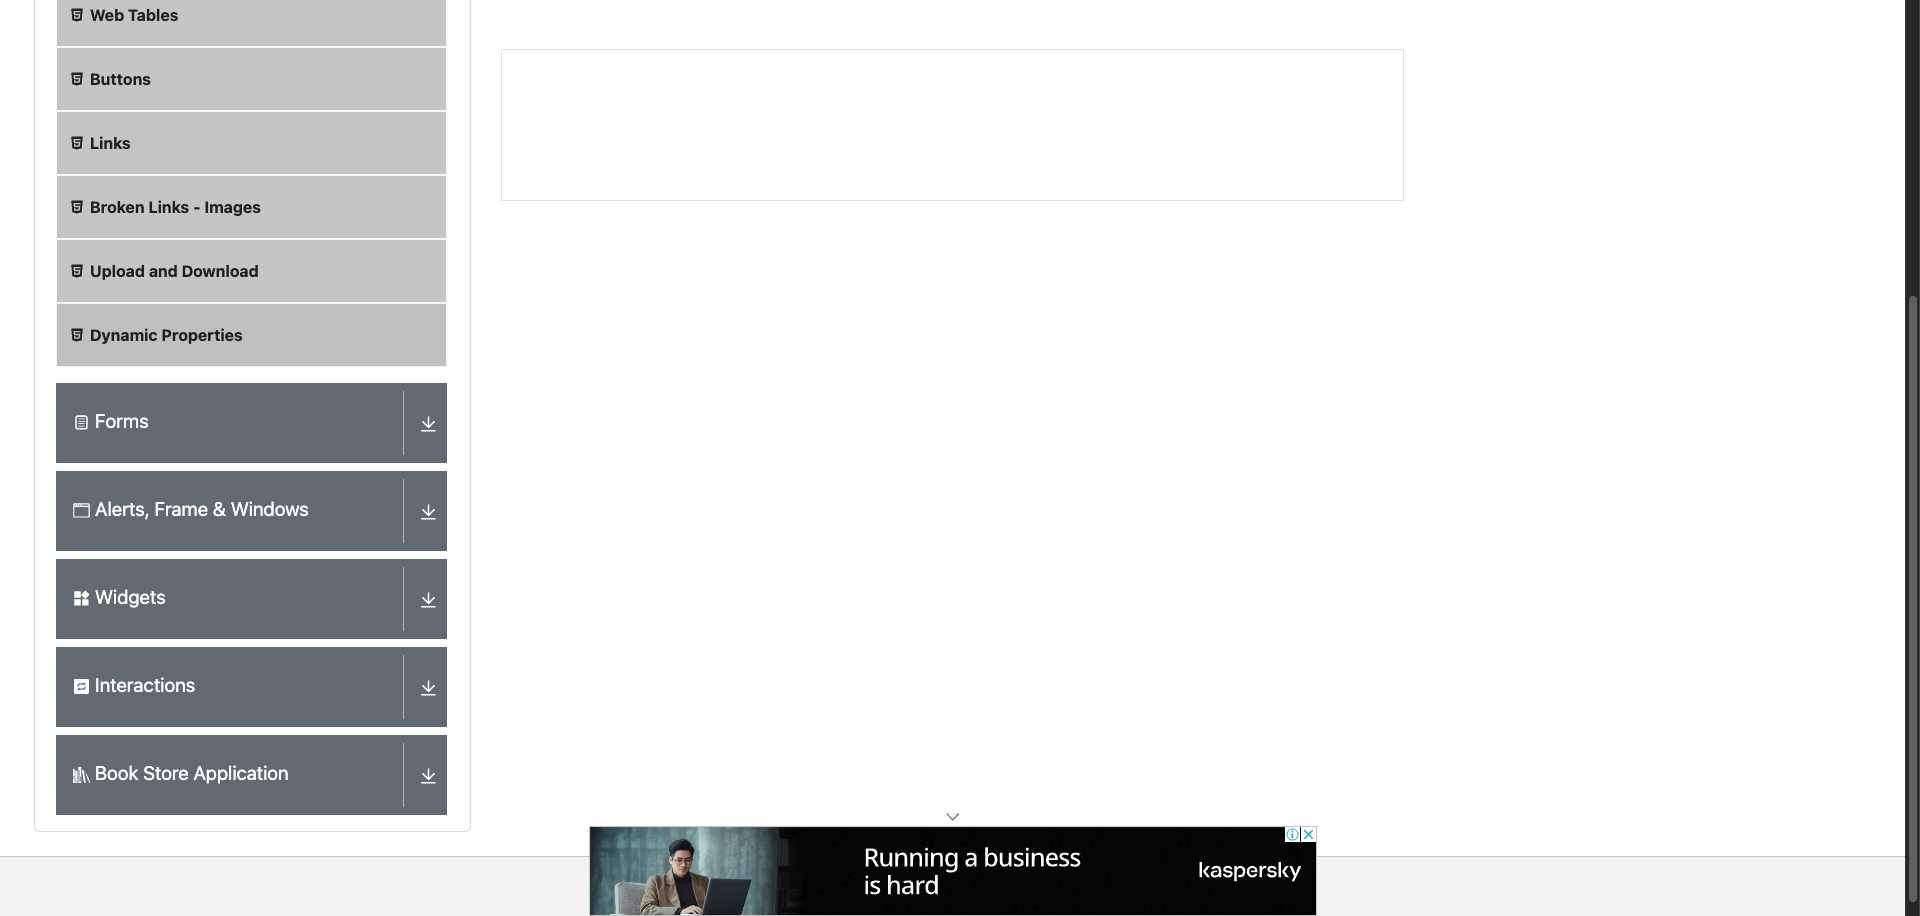 Web Tables
Buttons
Links
Broken Links - Images
Upload and Download
Dynamic Properties
Forms
Alerts, Frame & Windows
Widgets
Interactions
Book Store Application
Running a business
is hard
kaspersky